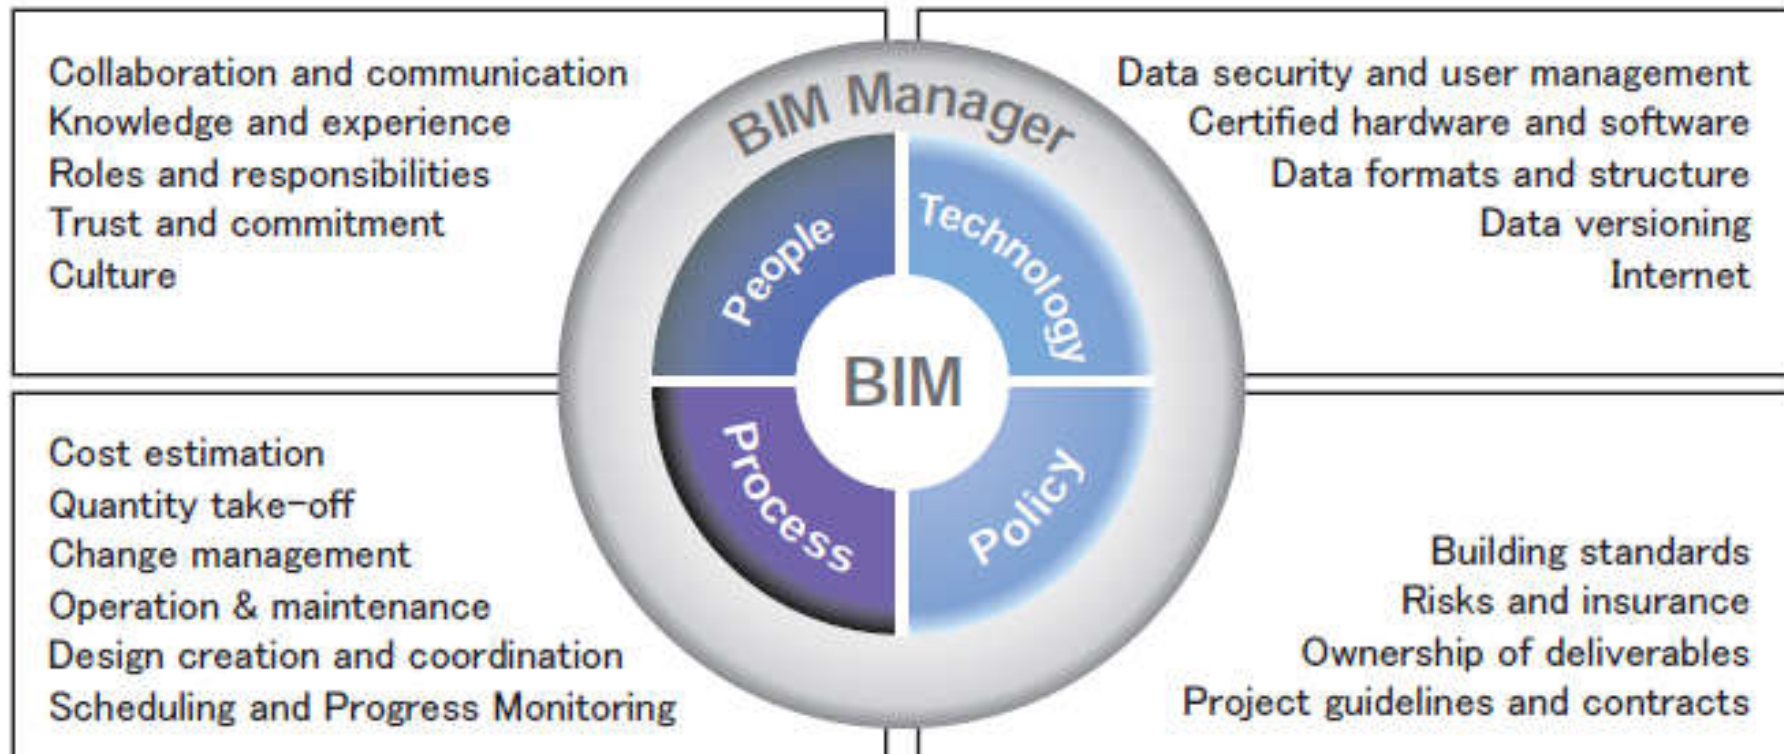 Collaboration and communication
Knowledge and experience
Roles and responsibilities
Trust and commitment
Culture
Data security and user management
Certified hardware and software
Data formats and structure
Data versioning
Internet
BIM Manager
People
Technology
BIM
Process
Policy
Cost estimation
Quantity take-off
Change management
Operation & maintenance
Design creation and coordination
Scheduling and Progress Monitoring
Building standards
Risks and insurance
Ownership of deliverables
Project guidelines and contracts